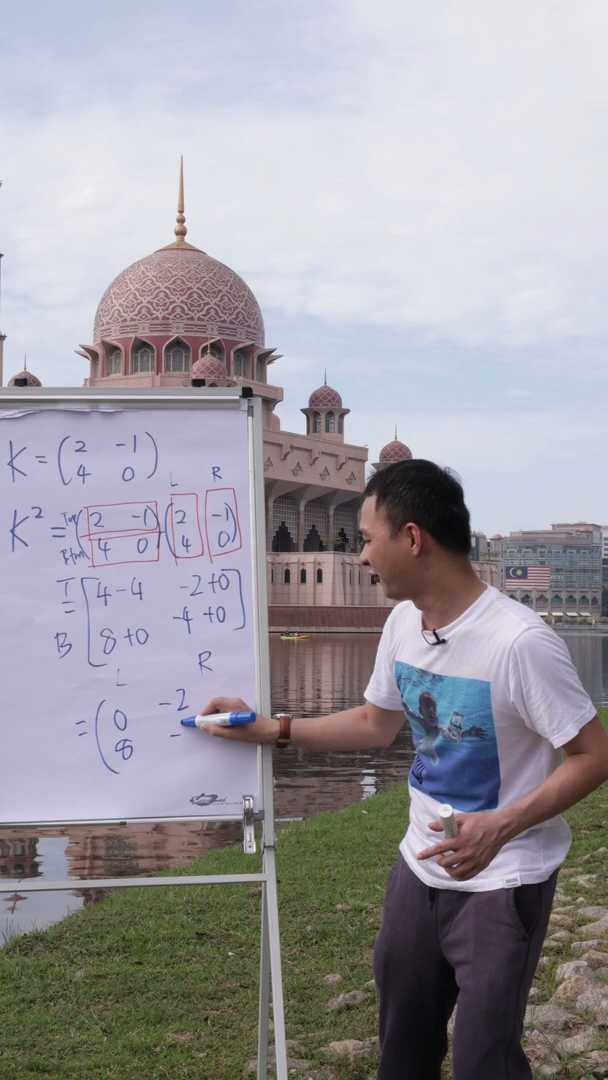 K = (2 -1
4 0)
L R
K² = Top (2 -1) (2 -1)
Btm (4 0) (4 0)
T = [4-4 -2+0]
B [8+0 -4+0]
L R
= (0 -2
8 -